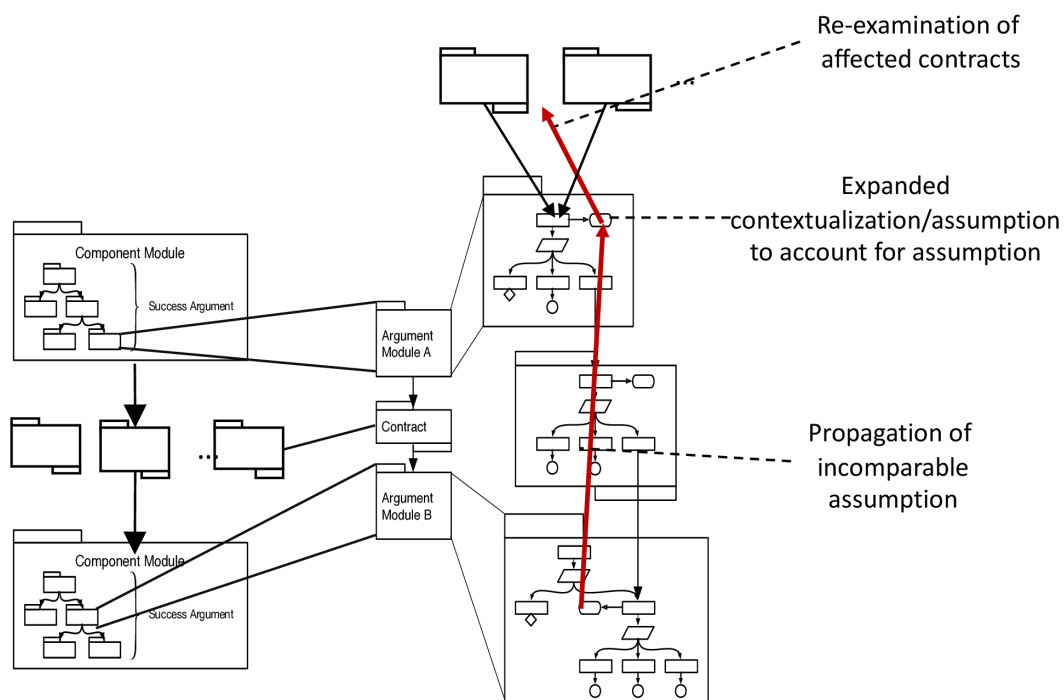 Re-examination of
affected contracts
...
Expanded
contextualization/assumption
to account for assumption
Component Module
Success Argument
Argument
Module A
Contract
...
Propagation of
incomparable
assumption
Argument
Module B
Component Module
Success Argument